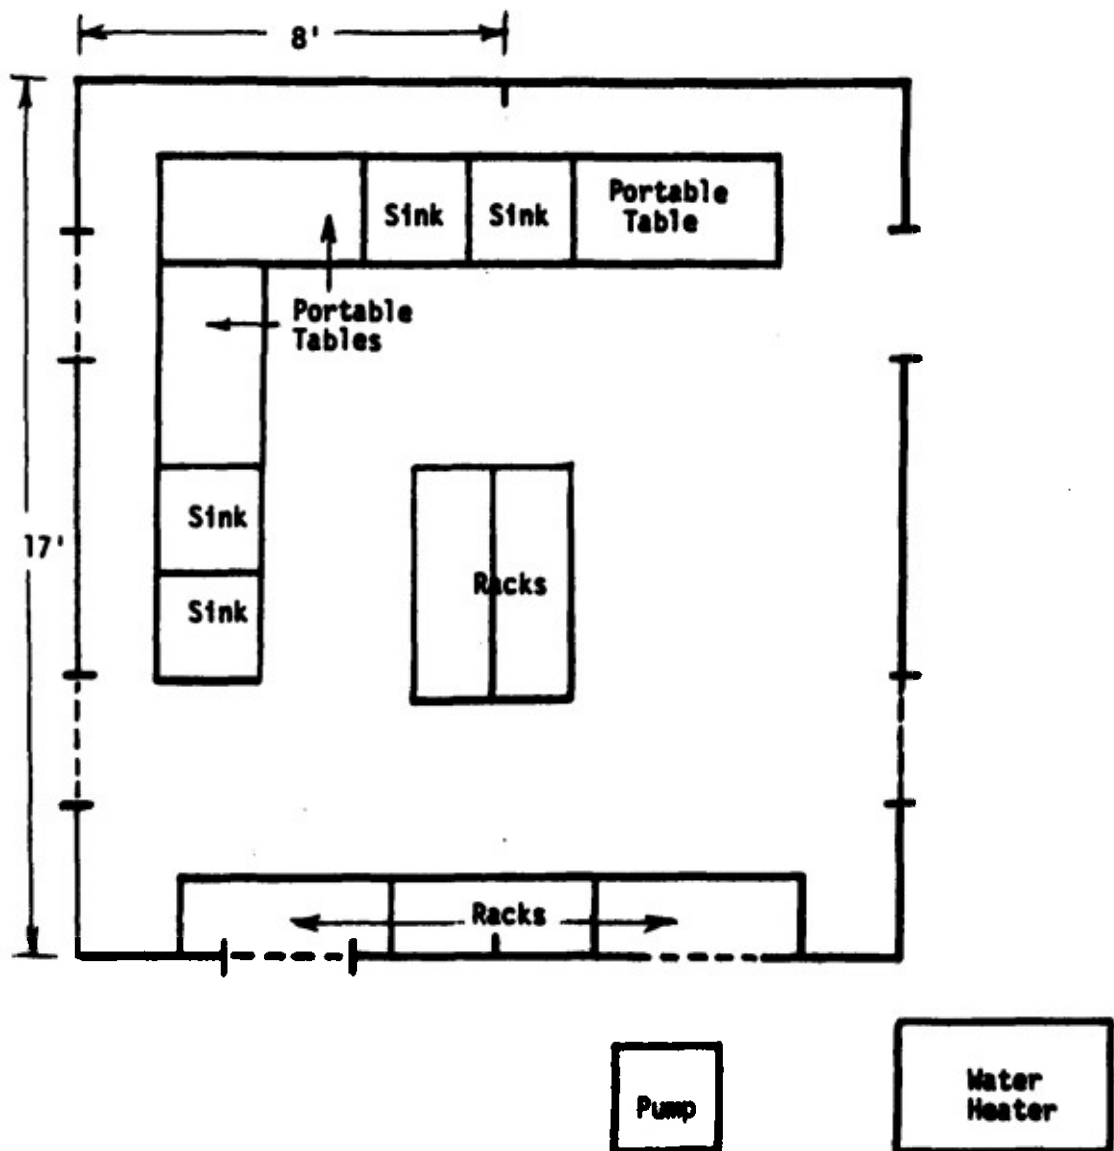 8'
Sink
Sink
Portable
Table
Portable
Tables
Sink
17'
Racks
Sink
Racks
Pump
Water
Heater